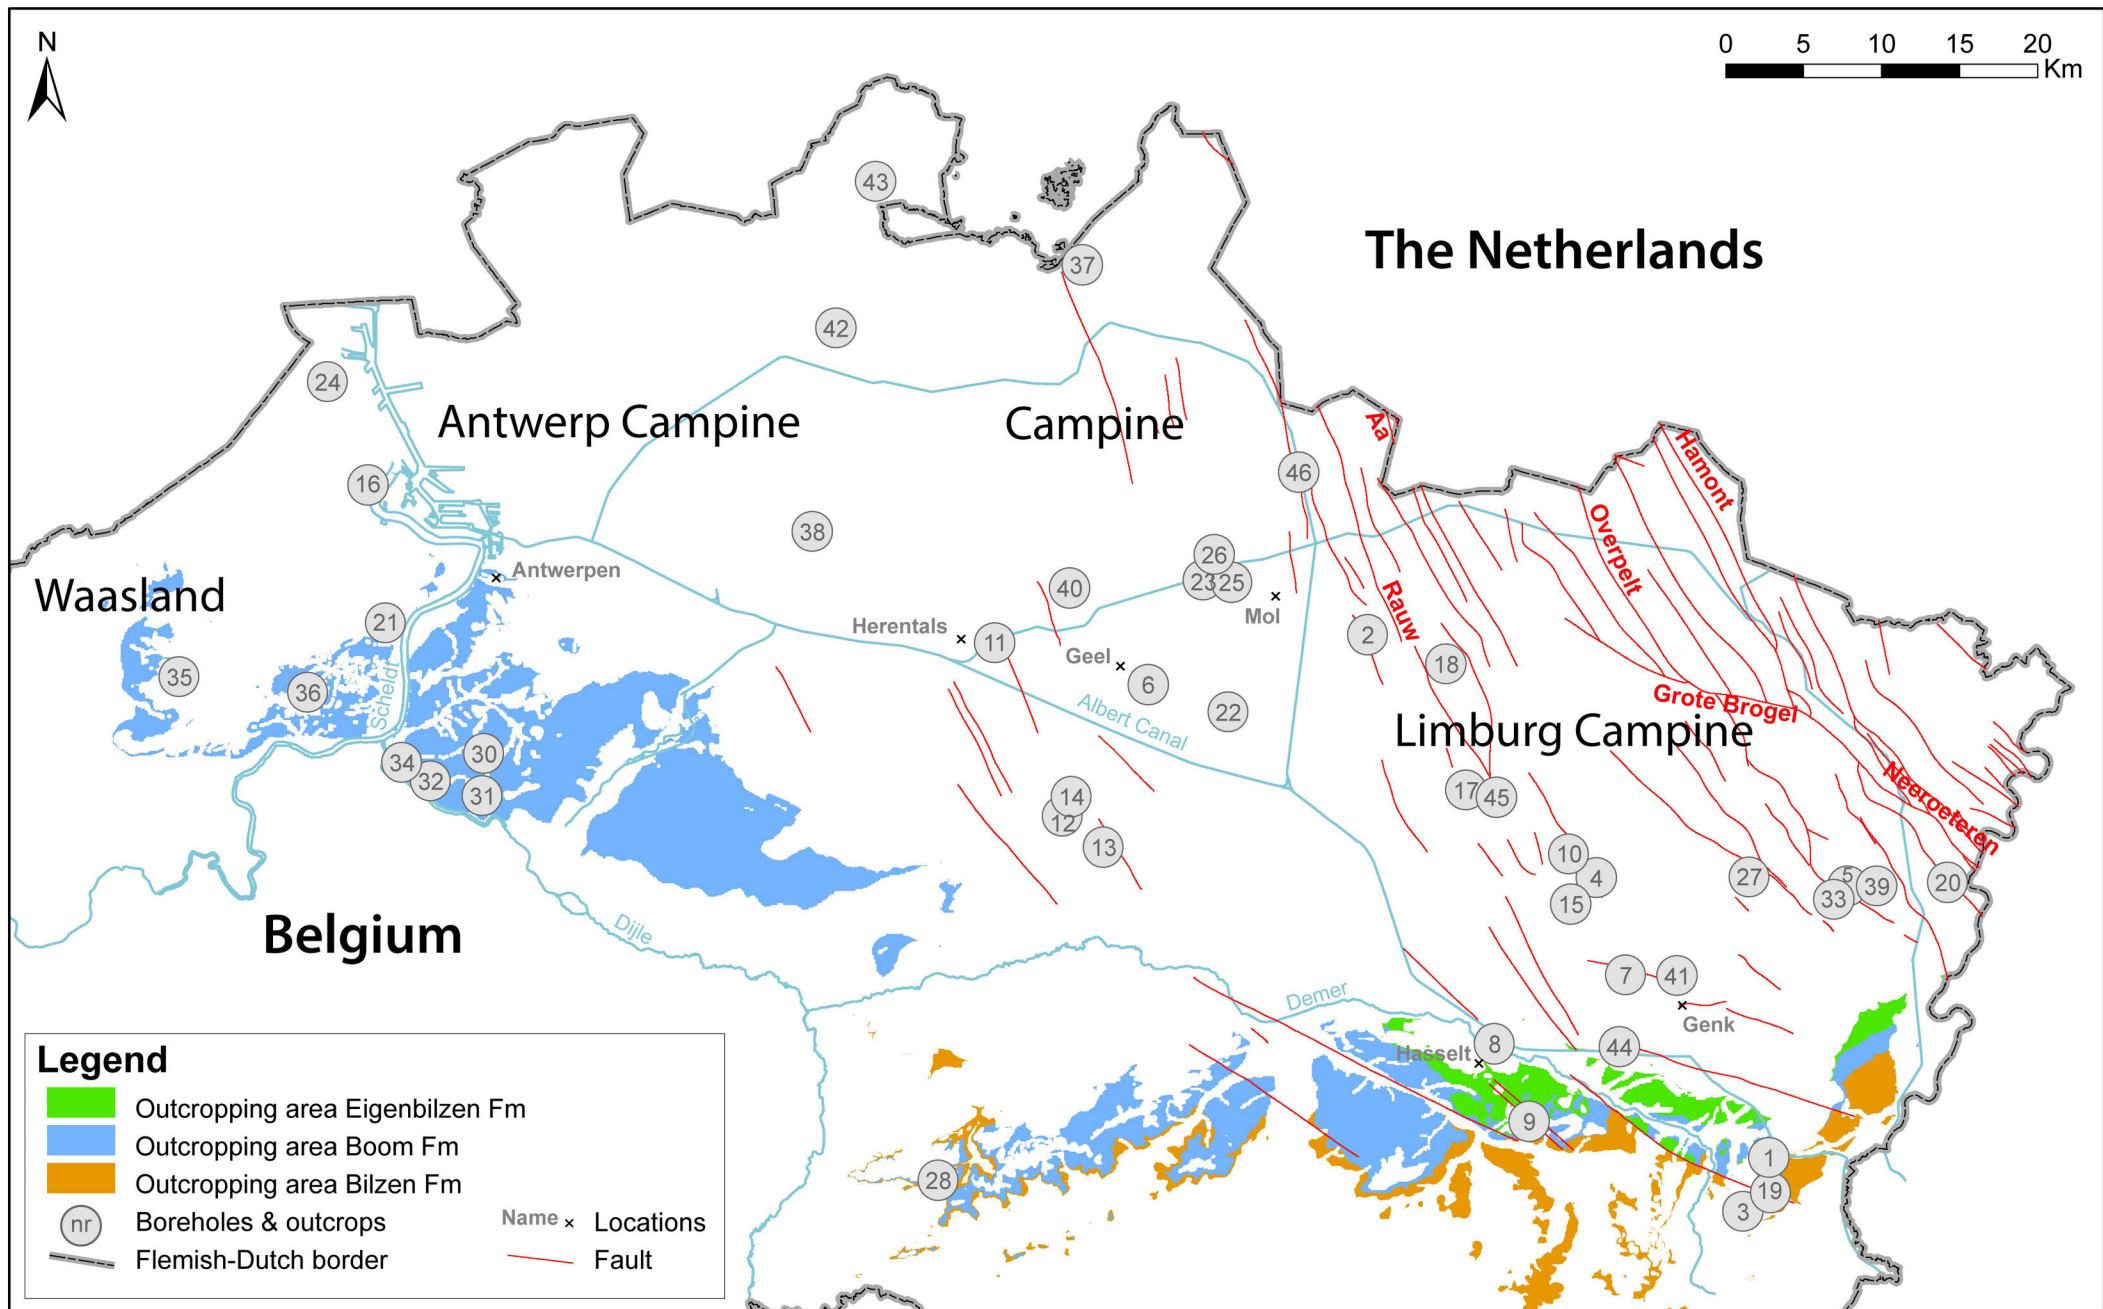 N
0 5 10 15 20
Km
43
The Netherlands
37
42
24
Antwerp Campine
Campine
Aa
Hamont
46
16
Overpelt
38
26
Antwerpen
23 25
40
Waasland
Mol
Rauw
21
Herentals
11
2
Geel
18
35
6
36
Scheldt
Grote Brogel
22
Albert Canal
Limburg Campine
30
34
32
31
14
12
17
45
Neeroeteren
13
10
4
27
5
39
20
33
15
Belgium
Dijle
7
41
Demer
Genk
Hasselt
8
44
9
1
28
19
3
Legend
Outcropping area Eigenbilzen Fm
Outcropping area Boom Fm
Outcropping area Bilzen Fm
nr Boreholes & outcrops
Name Locations
Flemish-Dutch border
Fault